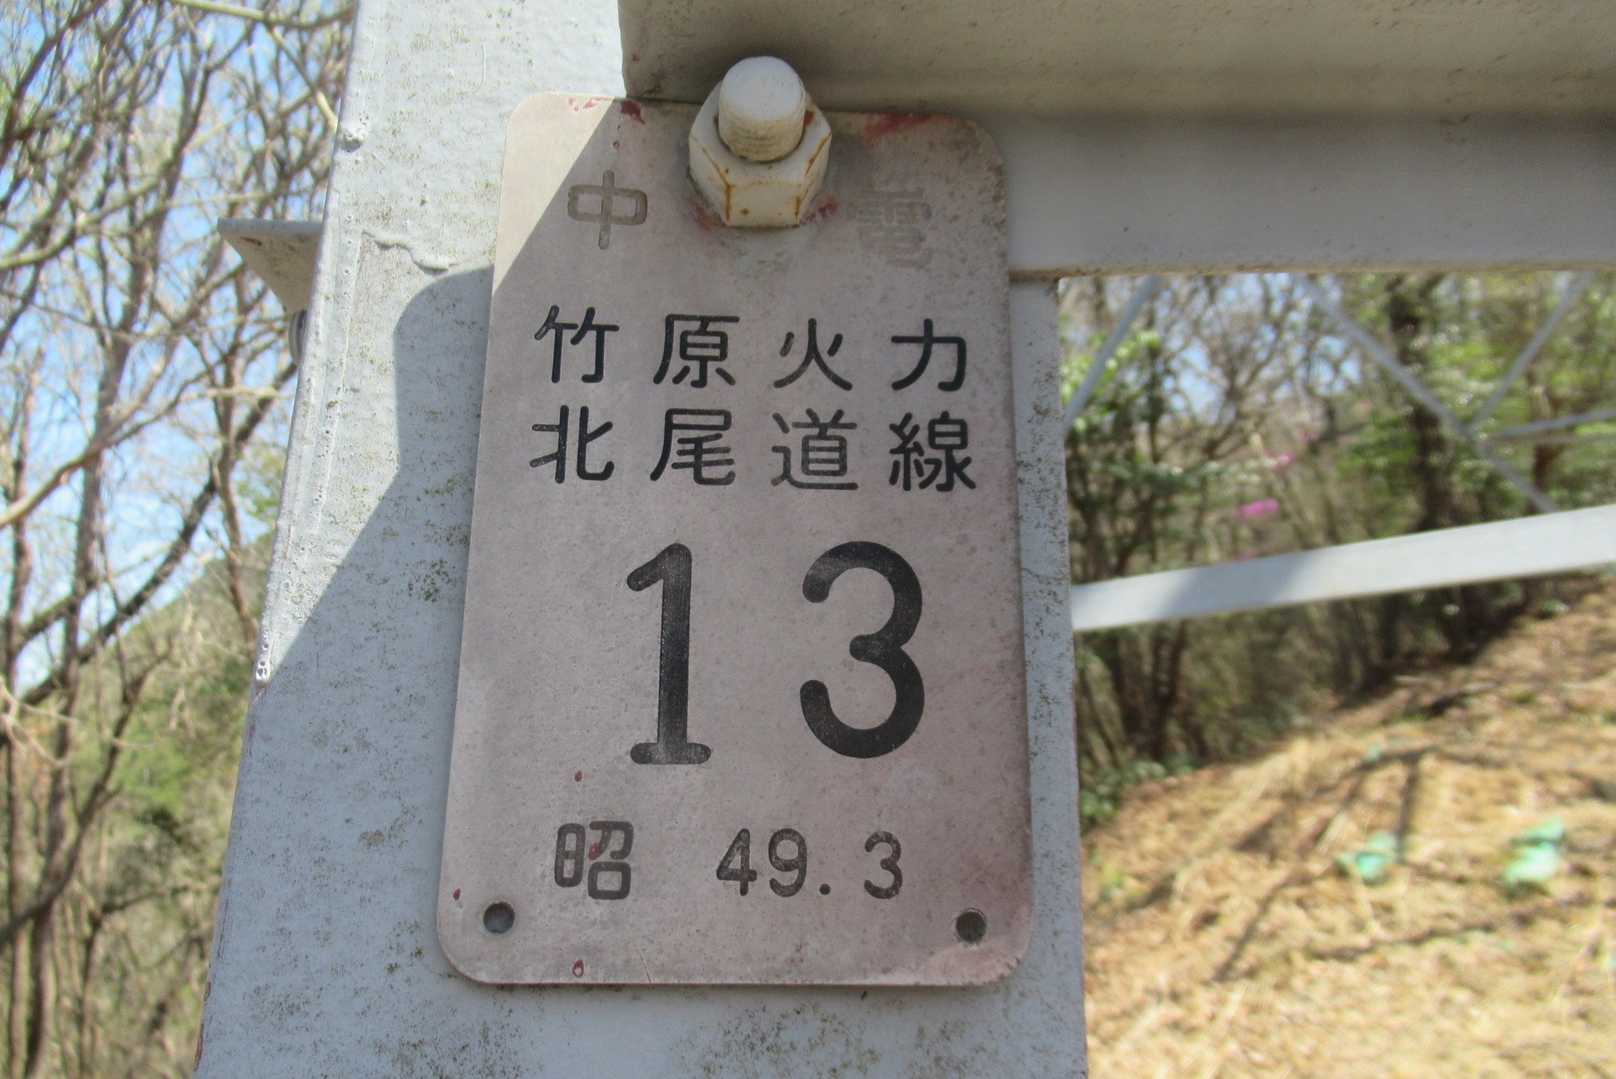 中 電
竹原火力
北尾道線
13
昭 49.3